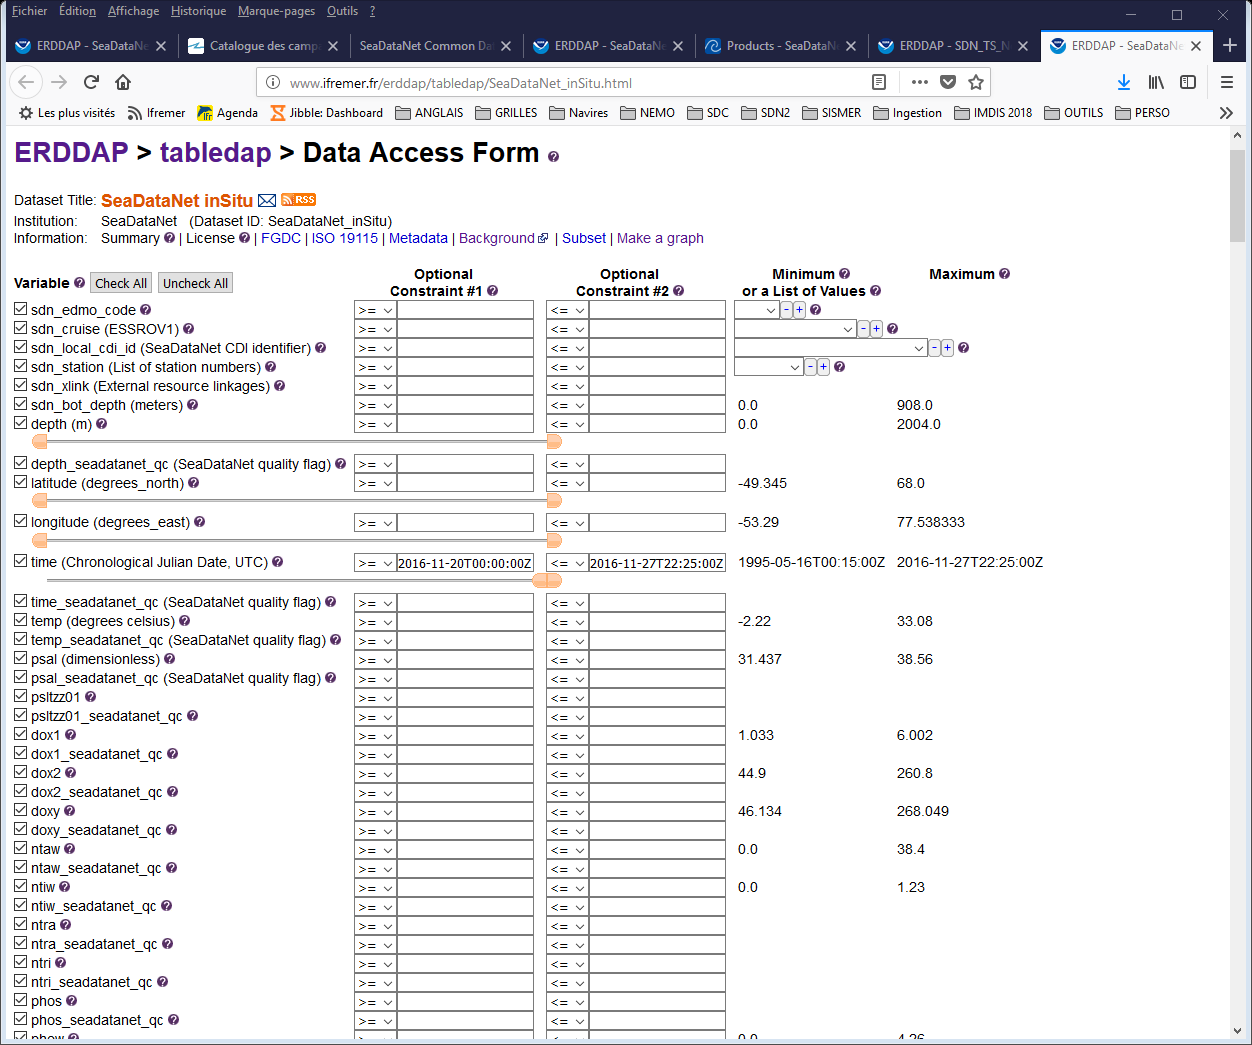 Fichier Édition Affichage Historique Marque-pages Outils ?
ERDDAP - SeaDataNe Catalogue des camp SeaDataNet Common Da ERDDAP - SeaDataNe Products - SeaDataN ERDDAP - SDN_TS_N ERDDAP - SeaDataNe
www.ifremer.fr/erddap/tabledap/SeaDataNet_inSitu.html
Les plus visités Ifremer Agenda Jibble: Dashboard ANGLAIS GRILLES Navires NEMO SDC SDN2 SISMER Ingestion IMDIS 2018 OUTILS PERSO
ERDDAP > tabledap > Data Access Form ?
Dataset Title: SeaDataNet inSitu RSS
Institution: SeaDataNet (Dataset ID: SeaDataNet_inSitu)
Information: Summary ? | License ? | FGDC | ISO 19115 | Metadata | Background | Subset | Make a graph
Optional Optional Minimum ? Maximum ?
Variable ? Check All Uncheck All Constraint #1 ? Constraint #2 ? or a List of Values ?
sdn_edmo_code ? >= <= - + ?
sdn_cruise (ESSROV1) ? >= <= - + ?
sdn_local_cdi_id (SeaDataNet CDI identifier) ? >= <= - + ?
sdn_station (List of station numbers) ? >= <= - + ?
sdn_xlink (External resource linkages) ? >= <=
sdn_bot_depth (meters) ? >= <= 0.0 908.0
depth (m) ? >= <= 0.0 2004.0
depth_seadatanet_qc (SeaDataNet quality flag) ? >= <=
latitude (degrees_north) ? >= <= -49.345 68.0
longitude (degrees_east) ? >= <= -53.29 77.538333
time (Chronological Julian Date, UTC) ? >= 2016-11-20T00:00:00Z <= 2016-11-27T22:25:00Z 1995-05-16T00:15:00Z 2016-11-27T22:25:00Z
time_seadatanet_qc (SeaDataNet quality flag) ? >= <=
temp (degrees celsius) ? >= <= -2.22 33.08
temp_seadatanet_qc (SeaDataNet quality flag) ? >= <=
psal (dimensionless) ? >= <= 31.437 38.56
psal_seadatanet_qc (SeaDataNet quality flag) ? >= <=
psltzz01 ? >= <=
psltzz01_seadatanet_qc ? >= <=
dox1 ? >= <= 1.033 6.002
dox1_seadatanet_qc ? >= <=
dox2 ? >= <= 44.9 260.8
dox2_seadatanet_qc ? >= <=
doxy ? >= <= 46.134 268.049
doxy_seadatanet_qc ? >= <=
ntaw ? >= <= 0.0 38.4
ntaw_seadatanet_qc ? >= <=
ntiw ? >= <= 0.0 1.23
ntiw_seadatanet_qc ? >= <=
ntra ? >= <=
ntra_seadatanet_qc ? >= <=
ntri ? >= <=
ntri_seadatanet_qc ? >= <=
phos ? >= <=
phos_seadatanet_qc ? >= <=